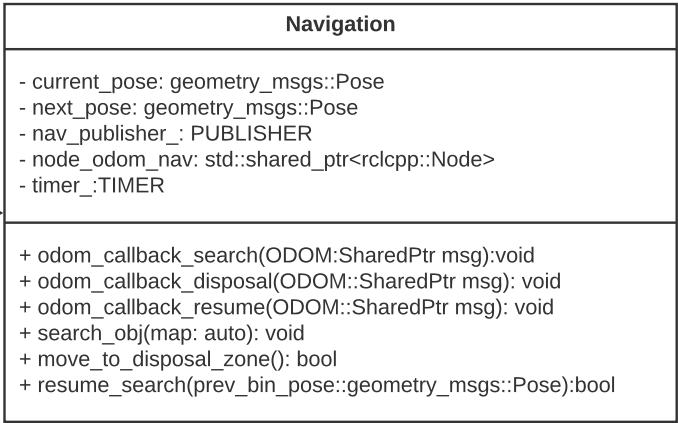 Navigation
- current_pose: geometry_msgs::Pose
- next_pose: geometry_msgs::Pose
- nav_publisher_: PUBLISHER
- node_odom_nav: std::shared_ptr<rclcpp::Node>
- timer_:TIMER
+ odom_callback_search(ODOM:SharedPtr msg):void
+ odom_callback_disposal(ODOM::SharedPtr msg): void
+ odom_callback_resume(ODOM::SharedPtr msg): void
+ search_obj(map: auto): void
+ move_to_disposal_zone(): bool
+ resume_search(prev_bin_pose::geometry_msgs::Pose):bool